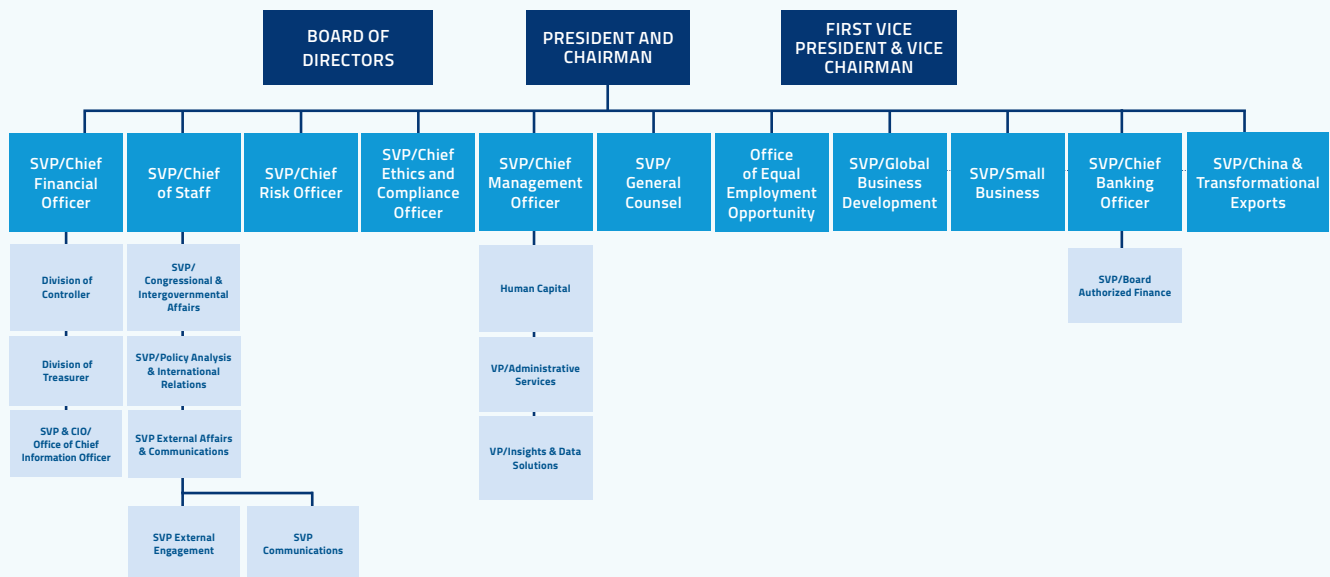 BOARD OF
DIRECTORS
PRESIDENT AND
CHAIRMAN
FIRST VICE
PRESIDENT & VICE
CHAIRMAN
SVP/Chief
Financial
Officer
SVP/Chief
of Staff
SVP/Chief
Risk Officer
SVP/Chief
Ethics and
Compliance
Officer
SVP/Chief
Management
Officer
SVP/
General
Counsel
Office
of Equal
Employment
Opportunity
SVP/Global
Business
Development
SVP/Small
Business
SVP/Chief
Banking
Officer
SVP/China &
Transformational
Exports
Division of
Controller
SVP/
Congressional &
Intergovernmental
Affairs
Human Capital
SVP/Board
Authorized Finance
Division of
Treasurer
SVP/Policy Analysis
& International
Relations
VP/Administrative
Services
SVP & CIO/
Office of Chief
Information Officer
SVP External Affairs
& Communications
VP/Insights & Data
Solutions
SVP External
Engagement
SVP
Communications